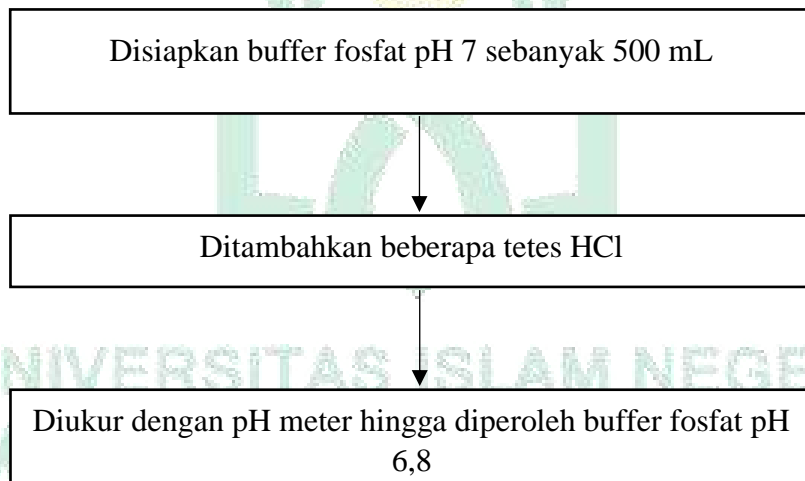 Disiapkan buffer fosfat pH 7 sebanyak 500 mL
Ditambahkan beberapa tetes HCl
NIVERSITAS ISLAM NEGE
Diukur dengan pH meter hingga diperoleh buffer fosfat pH
6,8